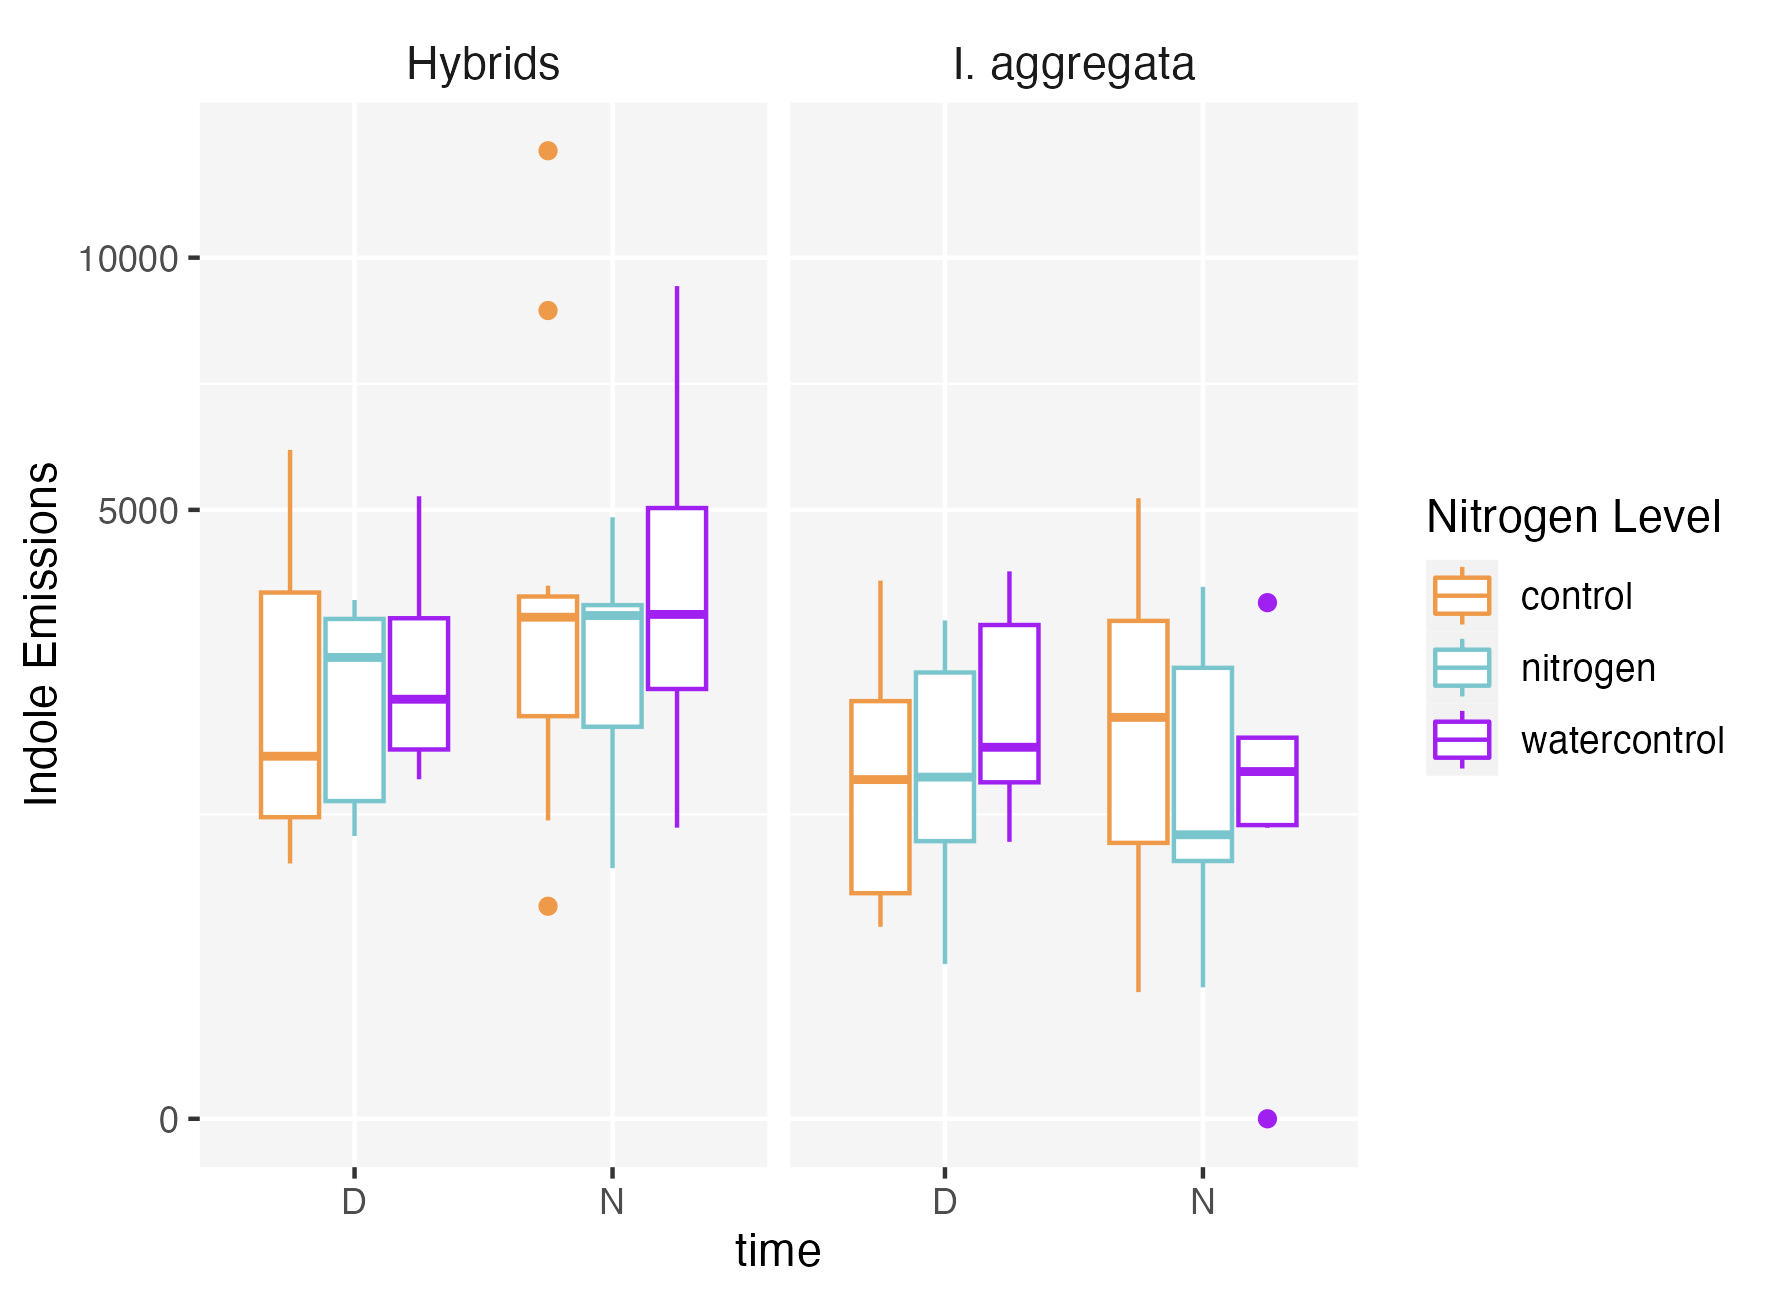 Hybrids
I. aggregata
10000
5000
0
Indole Emissions
D
N
D
N
time
Nitrogen Level
control
nitrogen
watercontrol